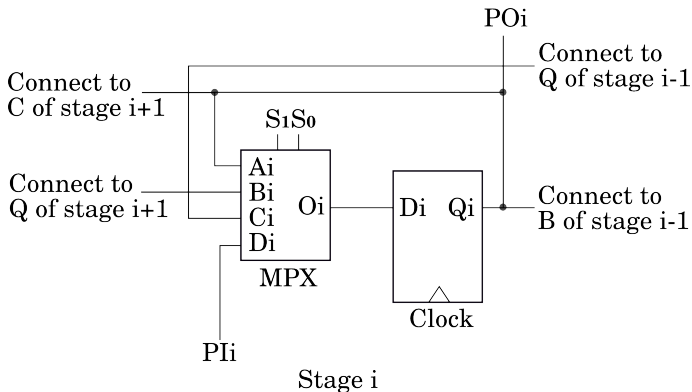 POi
Connect to
Q of stage i-1
Connect to
C of stage i+1
S1S0
Ai
Connect to
Q of stage i+1
Bi
Ci
Oi
Di
MPX
Di Qi
Clock
Connect to
B of stage i-1
PIi
Stage i